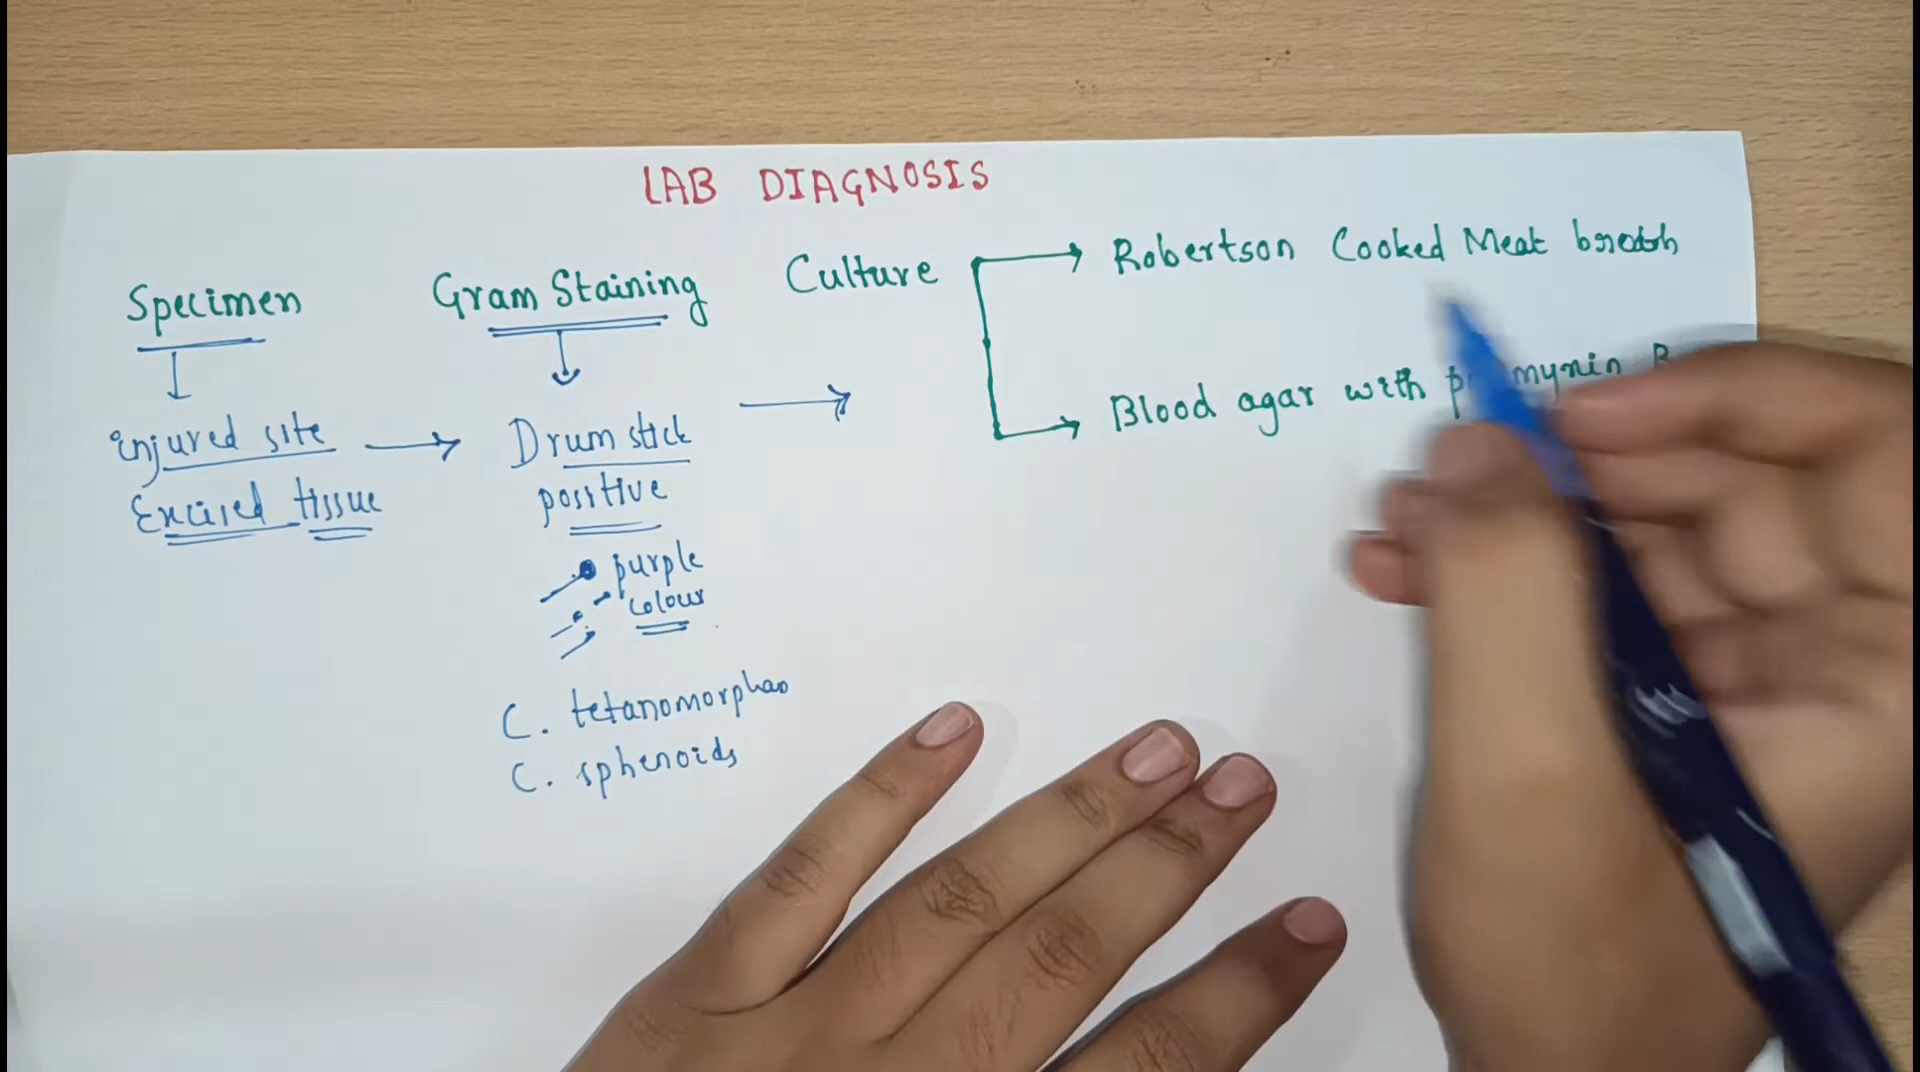 LAB DIAGNOSIS
Specimen
injured site
Excised tissue
Gram Staining
Drum stick
positive
purple
colour
C. tetanomorphao
C. sphenoids
Culture
Robertson Cooked Meat
Blood agar with